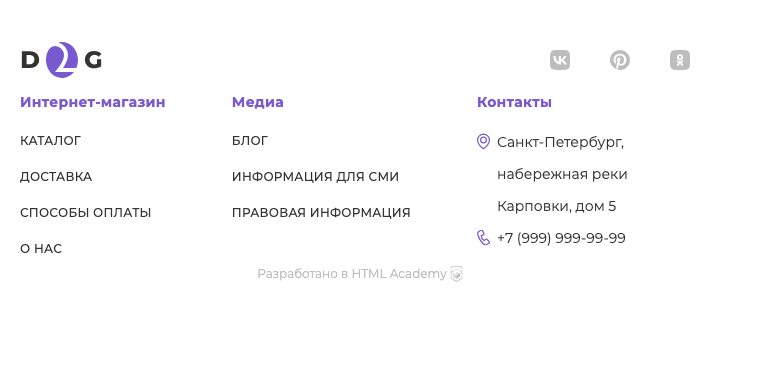 D2G
Интернет-магазин
КАТАЛОГ
ДОСТАВКА
СПОСОБЫ ОПЛАТЫ
О НАС
Медиа
БЛОГ
ИНФОРМАЦИЯ ДЛЯ СМИ
ПРАВОВАЯ ИНФОРМАЦИЯ
Контакты
Санкт-Петербург,
набережная реки
Карповки, дом 5
+7 (999) 999-99-99
Разработано в HTML Academy